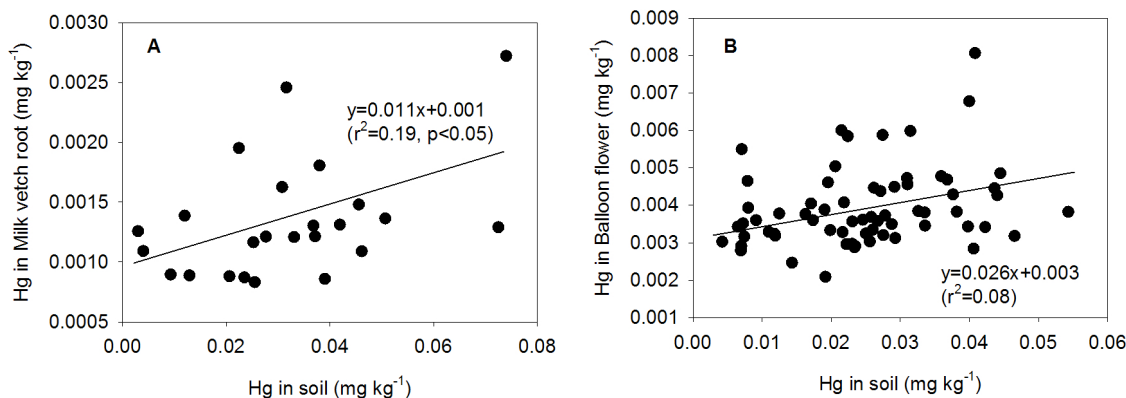 A
Hg in Milk vetch root (mg kg⁻¹)
0.0030
0.0025
0.0020
0.0015
0.0010
0.0005
y=0.011x+0.001
(r²=0.19, p<0.05)
0.00 0.02 0.04 0.06 0.08
Hg in soil (mg kg⁻¹)
B
Hg in Balloon flower (mg kg⁻¹)
0.009
0.008
0.007
0.006
0.005
0.004
0.003
0.002
0.001
y=0.026x+0.003
(r²=0.08)
0.00 0.01 0.02 0.03 0.04 0.05 0.06
Hg in soil (mg kg⁻¹)